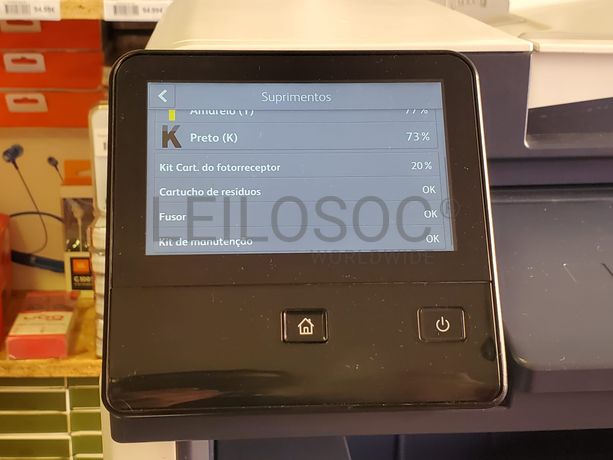 Suprimentos
Amarelo (Y) 77%
K Preto (K) 73%
Kit Cart. do fotorreceptor 20%
Cartucho de resíduos OK
LEILOSOC®
WORLDWIDE
Fusor OK
Kit de manutenção OK